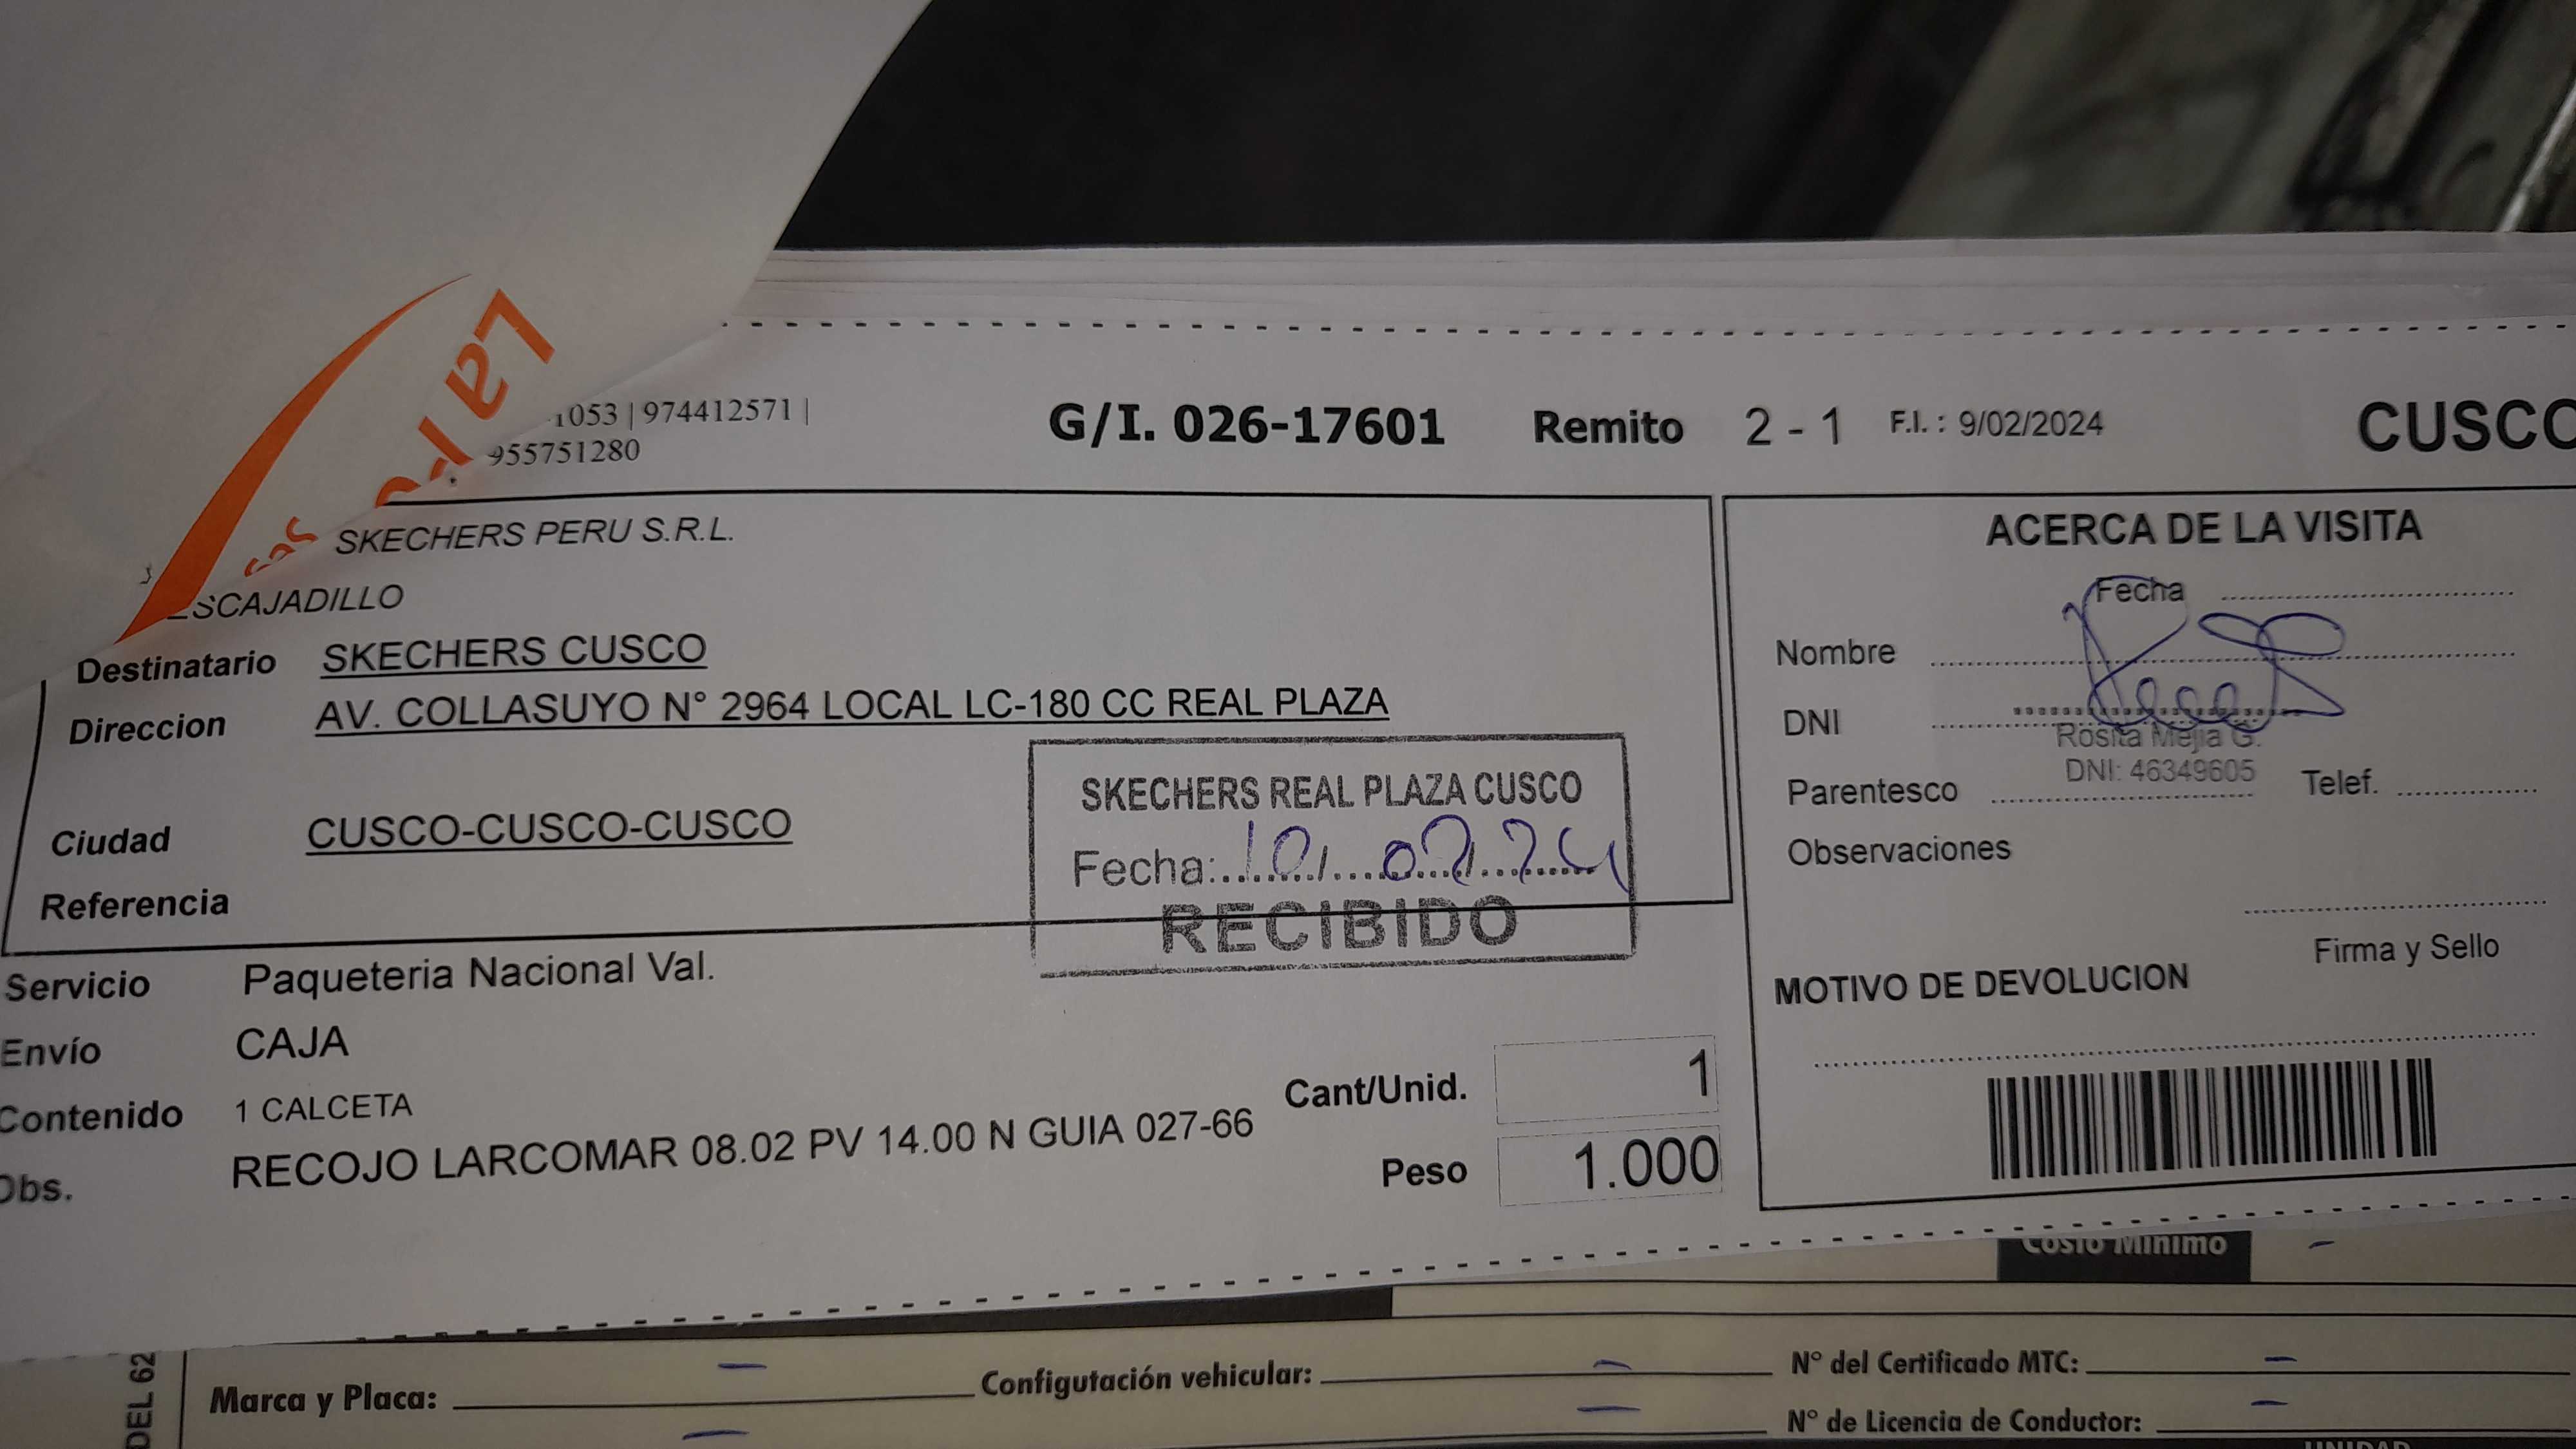 La
1053 | 974412571 |
955751280
G/I. 026-17601 Remito 2 - 1 F.I. : 9/02/2024 CUSCO
SKECHERS PERU S.R.L.
ESCAJADILLO
Destinatario SKECHERS CUSCO
Direccion AV. COLLASUYO N° 2964 LOCAL LC-180 CC REAL PLAZA
Ciudad CUSCO-CUSCO-CUSCO
Referencia
SKECHERS REAL PLAZA CUSCO
Fecha: 10/02/24
RECIBIDO
Servicio Paqueteria Nacional Val.
Envío CAJA
Contenido 1 CALCETA
Obs. RECOJO LARCOMAR 08.02 PV 14.00 N GUIA 027-66
Cant/Unid. 1
Peso 1.000
ACERCA DE LA VISITA
Fecha
Nombre
DNI
Rosita Mejia G.
DNI: 46349605
Parentesco Telef.
Observaciones
Firma y Sello
MOTIVO DE DEVOLUCION
Costo Mínimo -
DEL 62
Marca y Placa: - Configutación vehicular: - N° del Certificado MTC: -
N° de Licencia de Conductor: -
UNIDAD